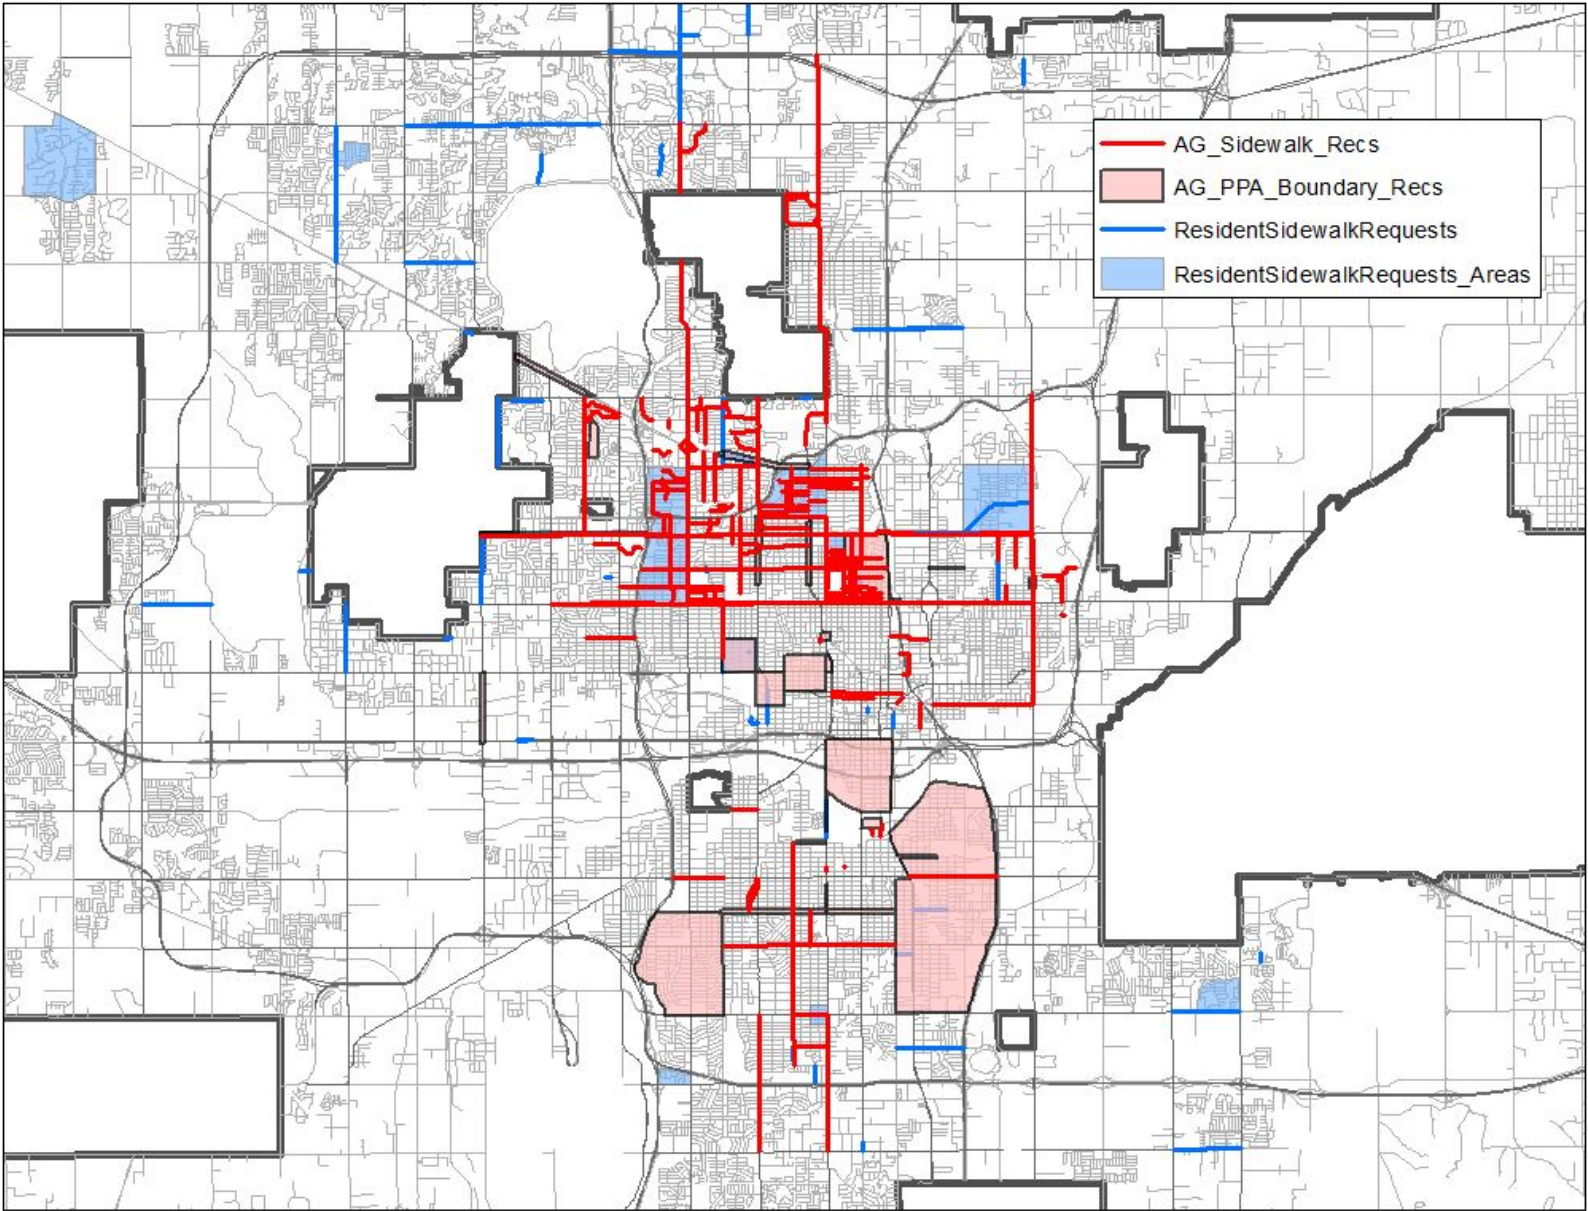 AG_Sidewalk_Recs
AG_PPA_Boundary_Recs
ResidentSidewalkRequests
ResidentSidewalkRequests_Areas